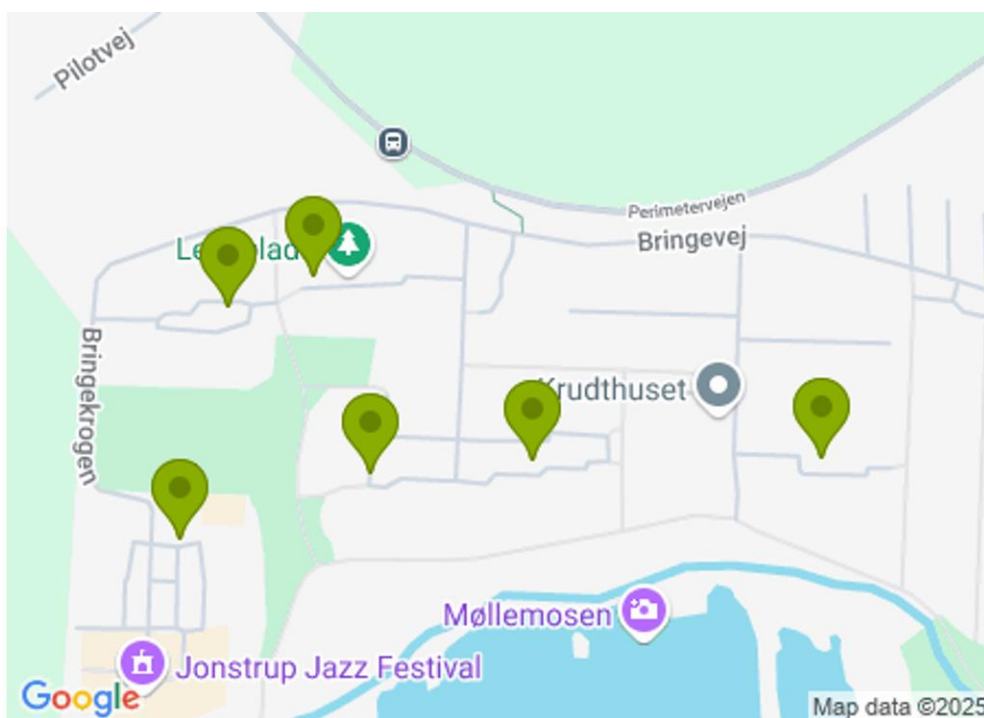 Pilotvej
Perimetervejen
Bringevej
Bringekrogen
Krudthuset
Møllemosen
Jonstrup Jazz Festival
Google
Map data ©2025